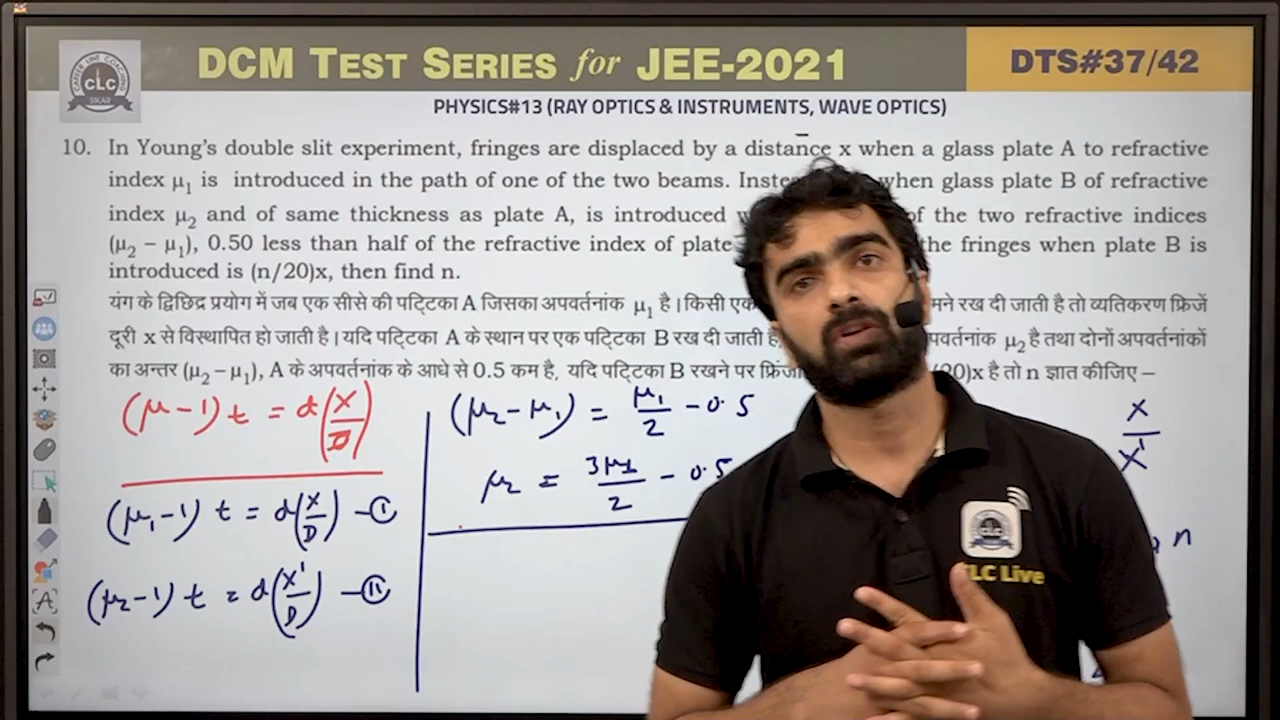 DCM TEST SERIES for JEE-2021
DTS#37/42
CLC
SIKAR
PHYSICS#13 (RAY OPTICS & INSTRUMENTS, WAVE OPTICS)
10. In Young's double slit experiment, fringes are displaced by a distance x when a glass plate A to refractive
index μ₁ is introduced in the path of one of the two beams. when glass plate B of refractive
index μ₂ and of same thickness as plate A, is introduced of the two refractive indices
(μ₂ − μ₁), 0.50 less than half of the refractive index of plate the fringes when plate B is
introduced is (n/20)x, then find n.
यंग के द्विछिद्र प्रयोग में जब एक सीसे की पट्टिका A जिसका अपवर्तनांक μ₁ है। किसी एक मने रख दी जाती है तो व्यतिकरण फ्रिजें
दूरी x से विस्थापित हो जाती है। यदि पट्टिका A के स्थान पर एक पट्टिका B रख दी जाती है μ₂ है तथा दोनों अपवर्तनांकों
का अन्तर (μ₂ − μ₁), A के अपवर्तनांक के आधे से 0.5 कम है, यदि पट्टिका B रखने पर x है तो n ज्ञात कीजिए −
(μ-1) t = d(x/D)
(μ₁-1) t = d(x/D) -①
(μ₂-1) t = d(x'/D) -⑪
(μ₂-μ₁) = μ₁/2 - 0.5
μ₂ = 3μ₁/2 - 0.5
x/x'
n
CLC Live